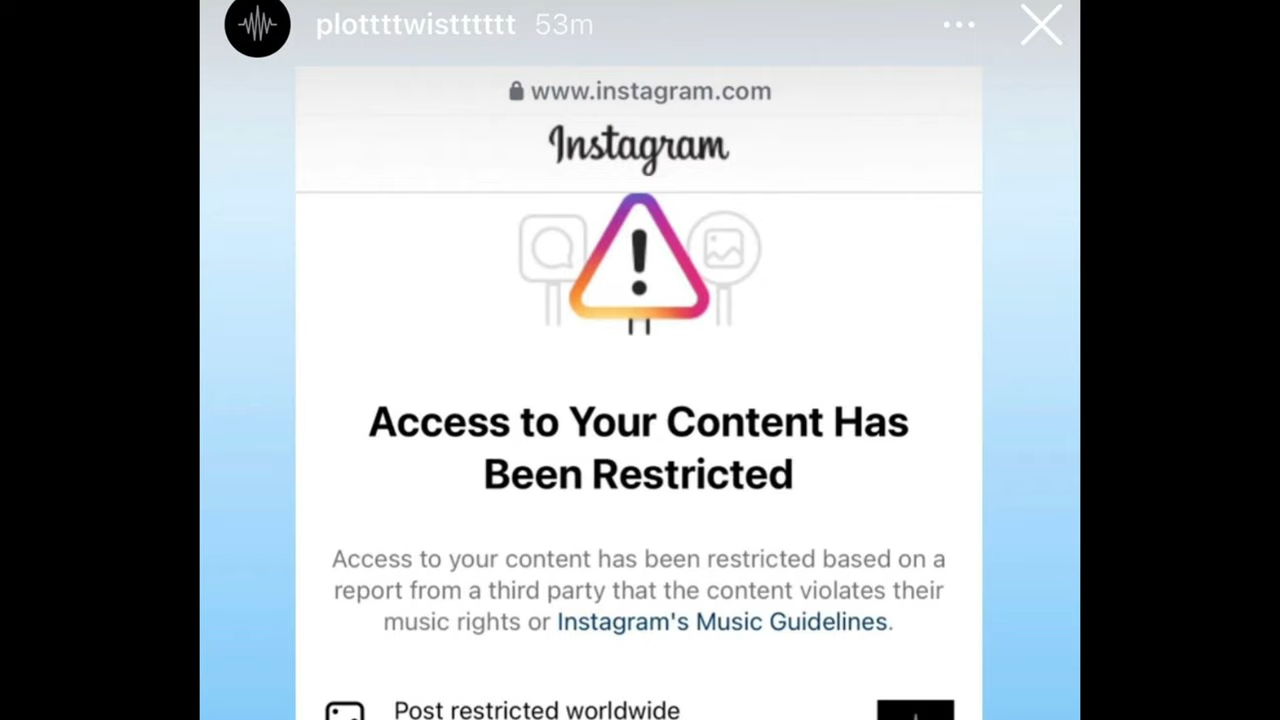 plottttwistttttt 53m
www.instagram.com
Instagram
Access to Your Content Has
Been Restricted
Access to your content has been restricted based on a
report from a third party that the content violates their
music rights or Instagram's Music Guidelines.
Post restricted worldwide